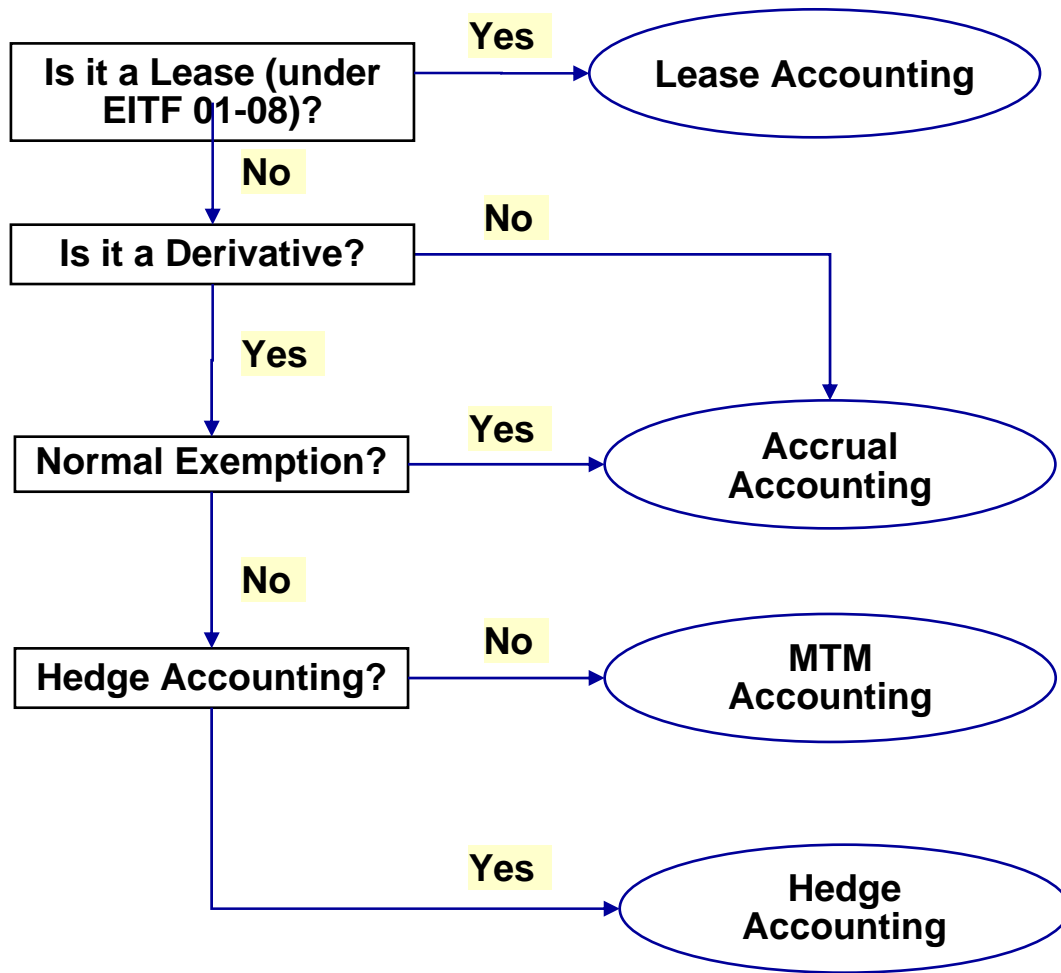 Yes
Is it a Lease (under
EITF 01-08)?
Lease Accounting
No
No
Is it a Derivative?
Yes
Yes
Normal Exemption?
Accrual
Accounting
No
No
Hedge Accounting?
MTM
Accounting
Yes
Hedge
Accounting